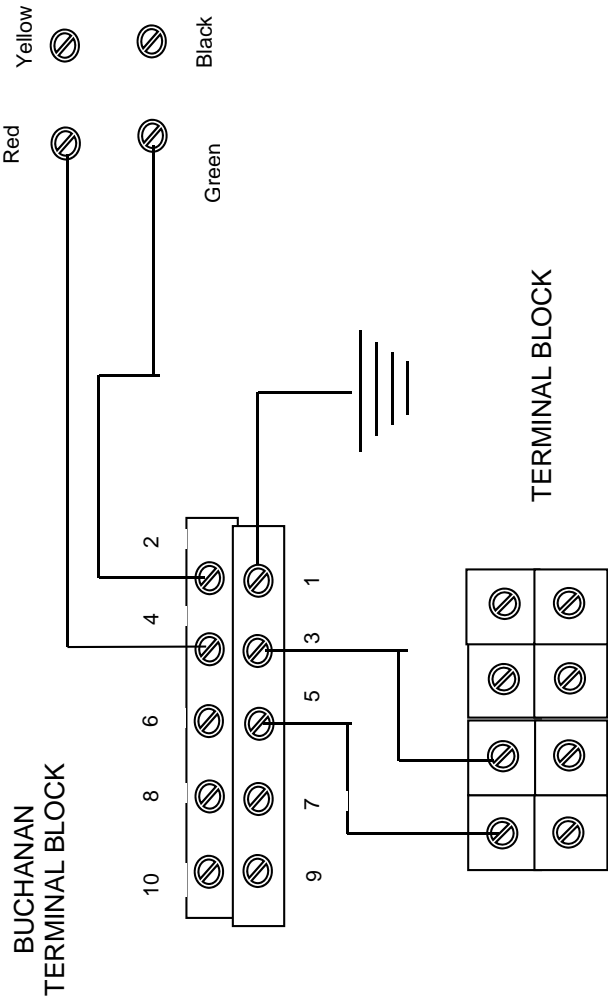 BUCHANAN
TERMINAL BLOCK
10
8
6
4
2
9
7
5
3
1
Red
Yellow
Green
Black
TERMINAL BLOCK